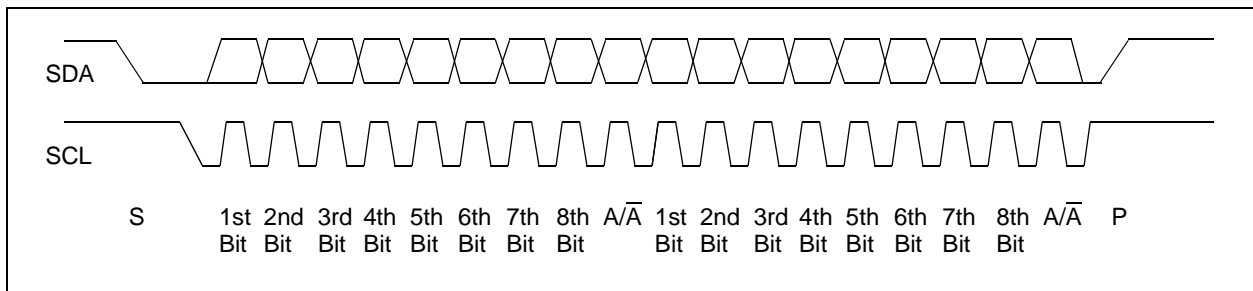 SDA
SCL
S 1st 2nd 3rd 4th 5th 6th 7th 8th A/A̅ 1st 2nd 3rd 4th 5th 6th 7th 8th A/A̅ P
Bit Bit Bit Bit Bit Bit Bit Bit Bit Bit Bit Bit Bit Bit Bit Bit